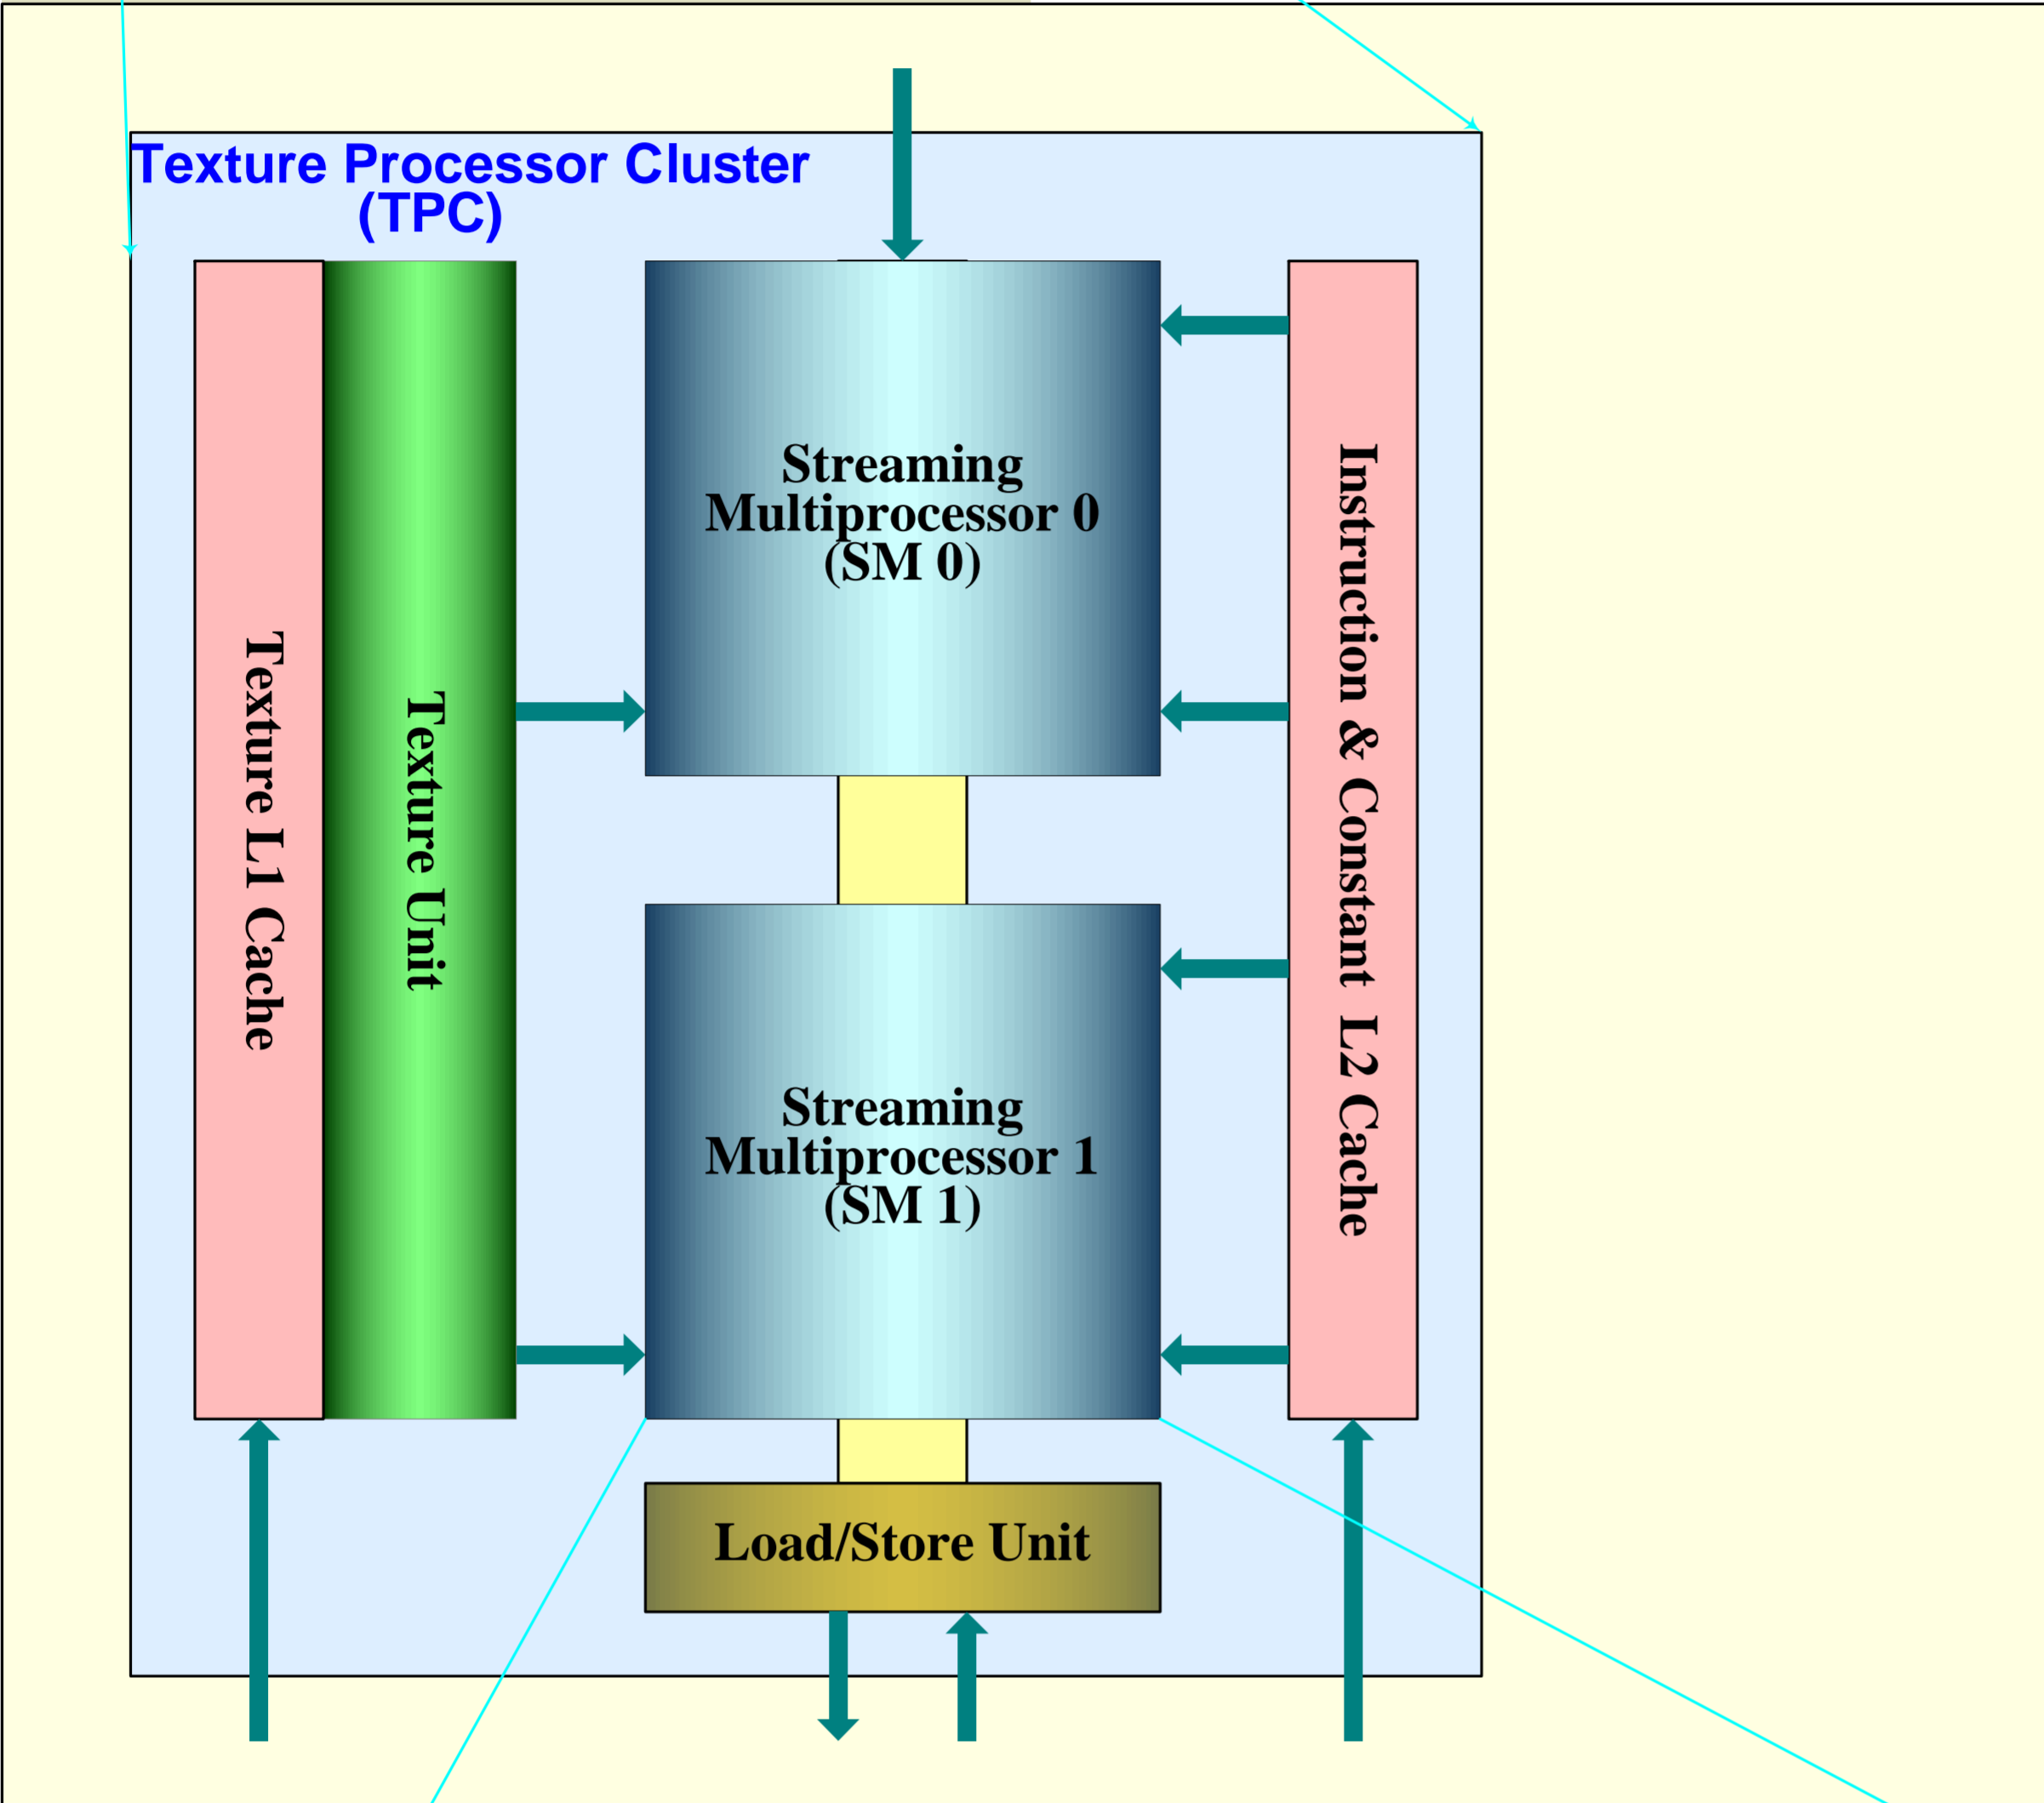 Texture Processor Cluster
(TPC)
Texture L1 Cache
Texture Unit
Streaming
Multiprocessor 0
(SM 0)
Streaming
Multiprocessor 1
(SM 1)
Instruction & Constant L2 Cache
Load/Store Unit